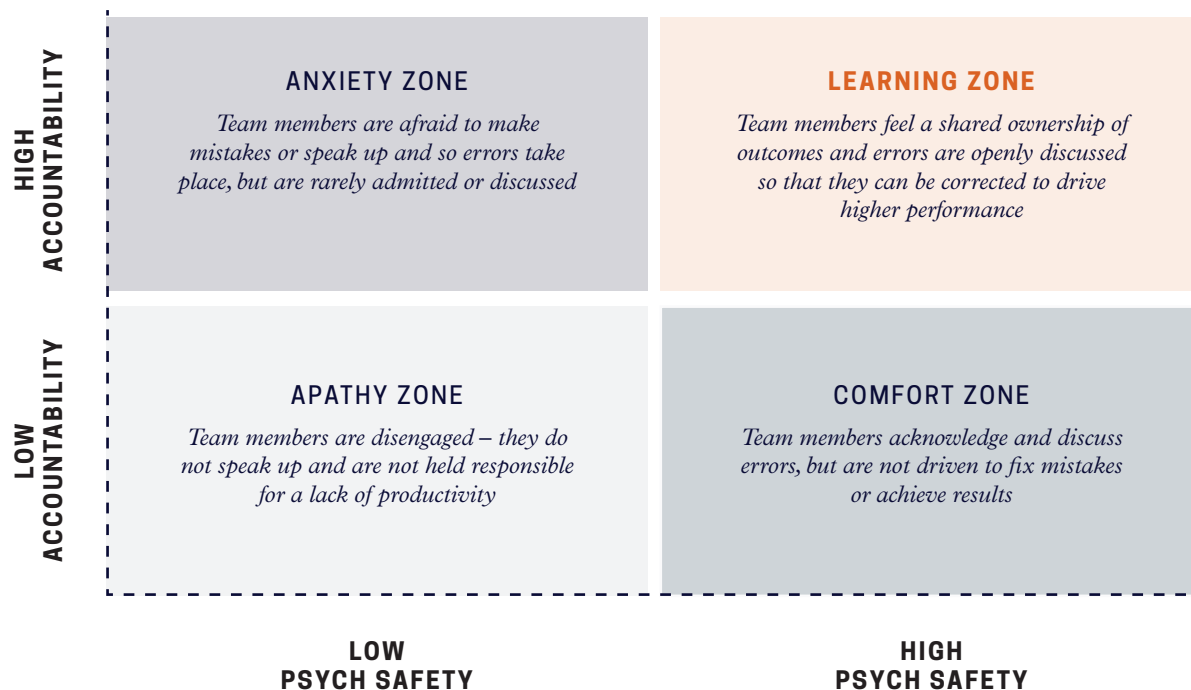 HIGH
ACCOUNTABILITY
ANXIETY ZONE
Team members are afraid to make
mistakes or speak up and so errors take
place, but are rarely admitted or discussed
LEARNING ZONE
Team members feel a shared ownership of
outcomes and errors are openly discussed
so that they can be corrected to drive
higher performance
LOW
ACCOUNTABILITY
APATHY ZONE
Team members are disengaged – they do
not speak up and are not held responsible
for a lack of productivity
COMFORT ZONE
Team members acknowledge and discuss
errors, but are not driven to fix mistakes
or achieve results
LOW
PSYCH SAFETY
HIGH
PSYCH SAFETY